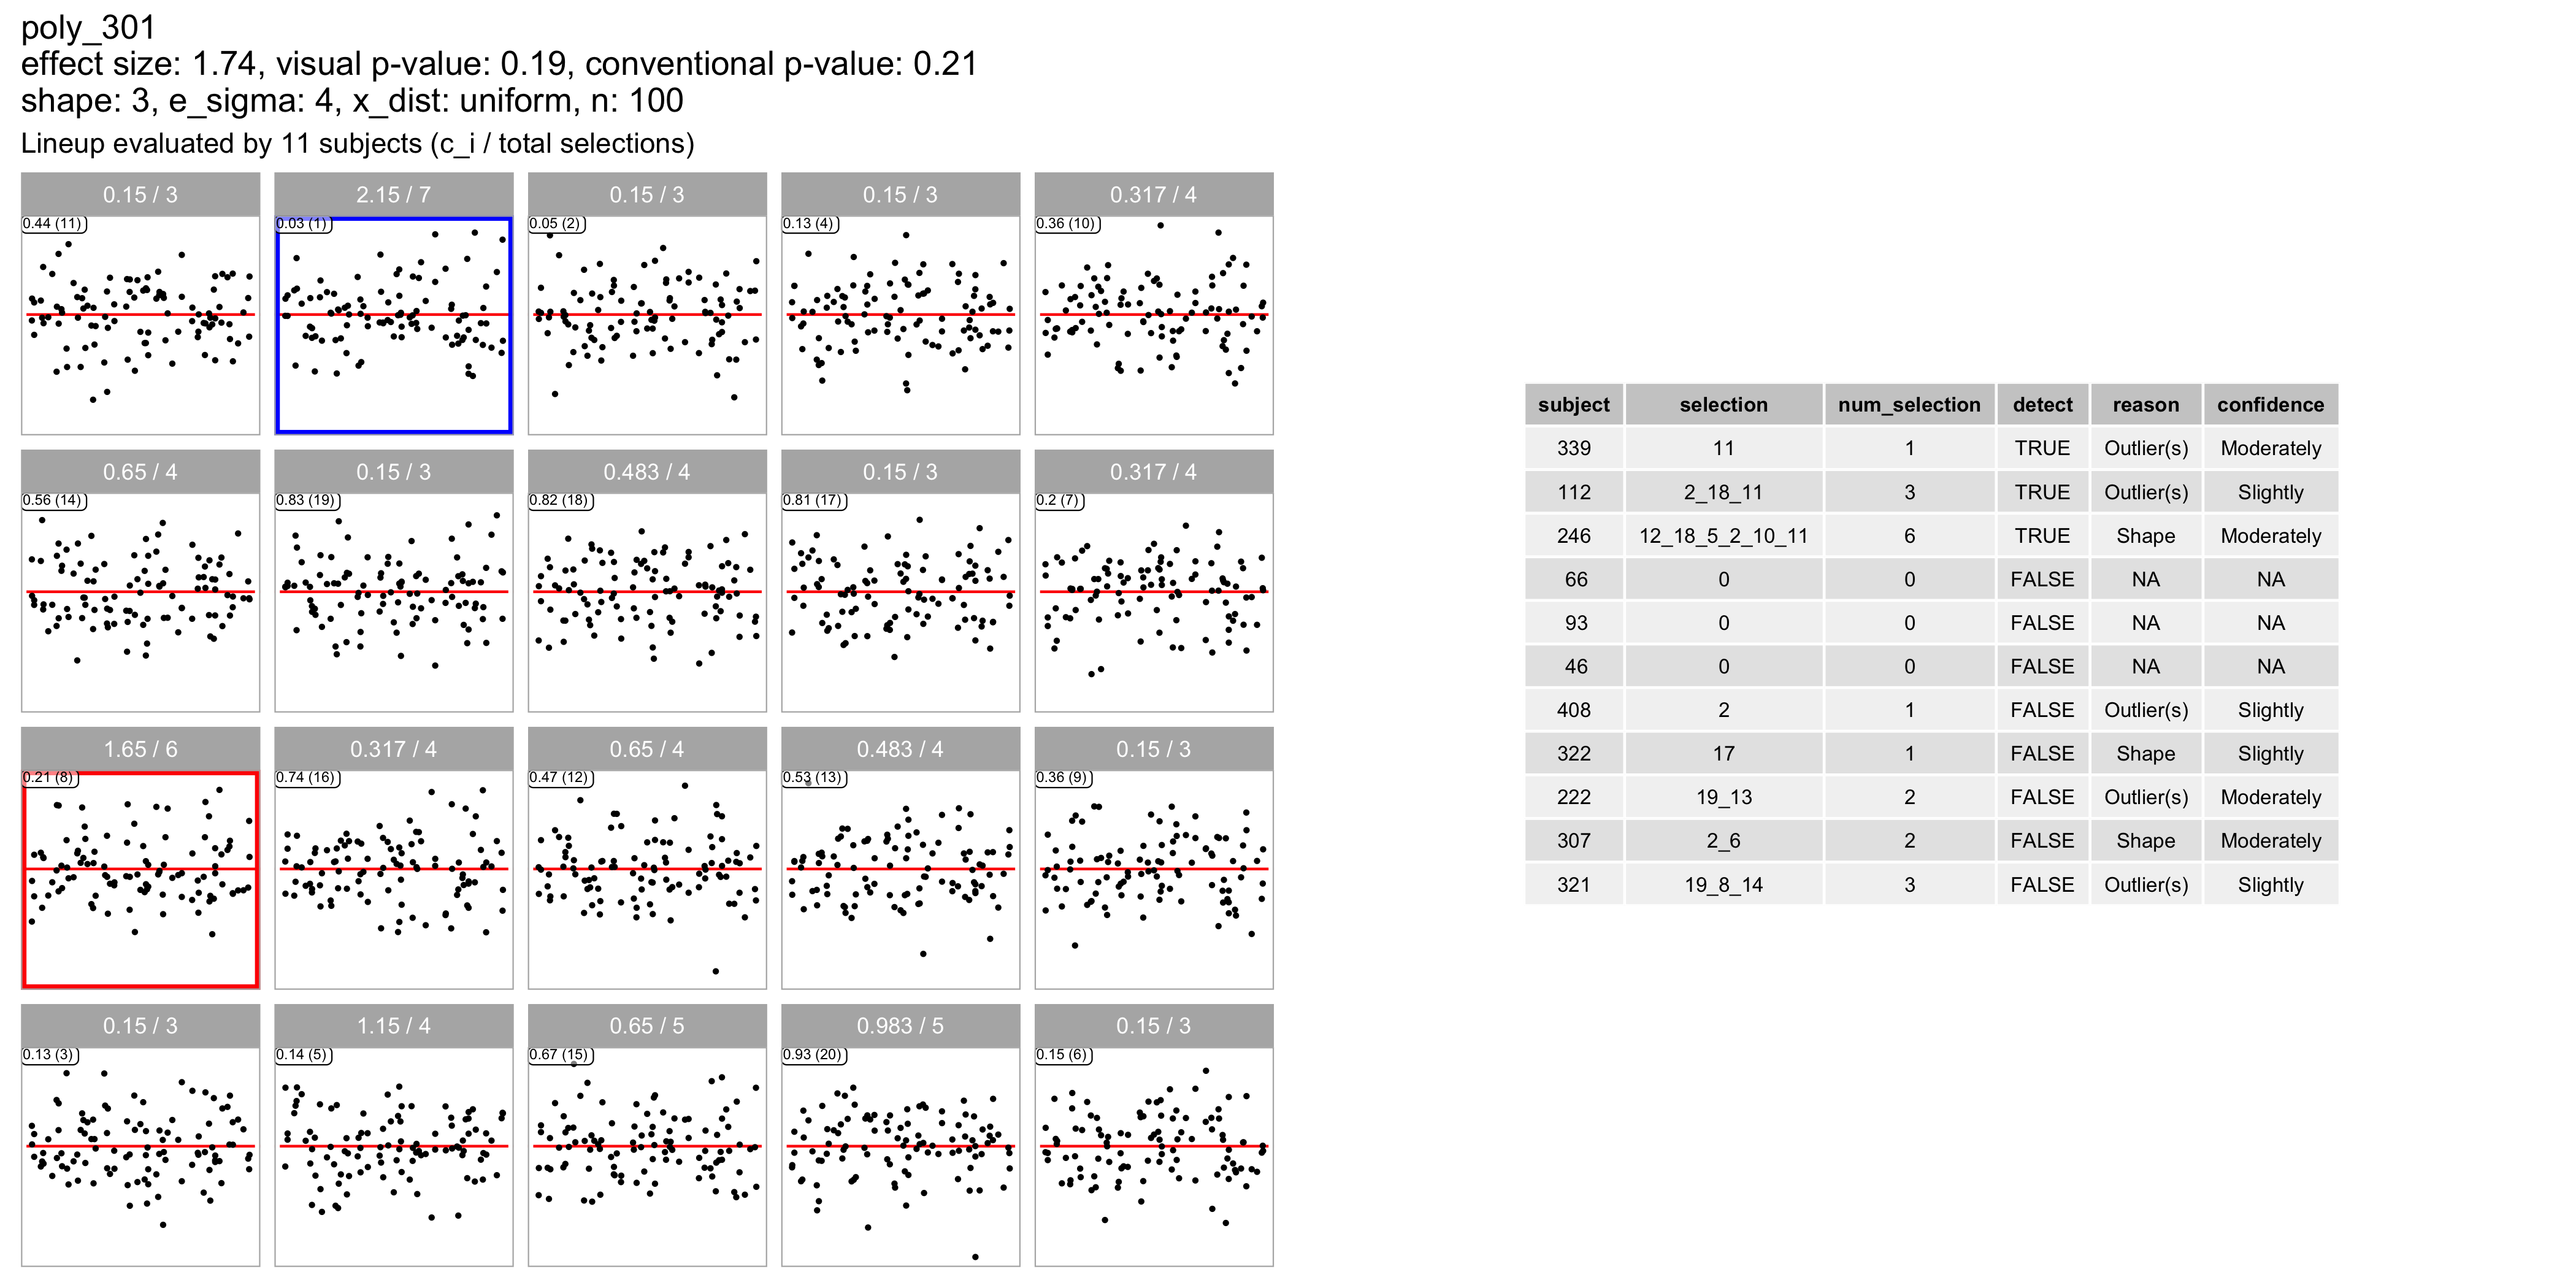 poly_301
effect size: 1.74, visual p-value: 0.19, conventional p-value: 0.21
shape: 3, e_sigma: 4, x_dist: uniform, n: 100
Lineup evaluated by 11 subjects (c_i / total selections)
0.15 / 3 2.15 / 7 0.15 / 3 0.15 / 3 0.317 / 4
0.44 (11) 0.03 (1) 0.05 (2) 0.13 (4) 0.36 (10)
0.65 / 4 0.15 / 3 0.483 / 4 0.15 / 3 0.317 / 4
0.56 (14) 0.83 (19) 0.82 (18) 0.81 (17) 0.2 (7)
1.65 / 6 0.317 / 4 0.65 / 4 0.483 / 4 0.15 / 3
0.21 (8) 0.74 (16) 0.47 (12) 0.53 (13) 0.36 (9)
0.15 / 3 1.15 / 4 0.65 / 5 0.983 / 5 0.15 / 3
0.13 (3) 0.14 (5) 0.67 (15) 0.93 (20) 0.15 (6)
subject selection num_selection detect reason confidence
339 11 1 TRUE Outlier(s) Moderately
112 2_18_11 3 TRUE Outlier(s) Slightly
246 12_18_5_2_10_11 6 TRUE Shape Moderately
66 0 0 FALSE NA NA
93 0 0 FALSE NA NA
46 0 0 FALSE NA NA
408 2 1 FALSE Outlier(s) Slightly
322 17 1 FALSE Shape Slightly
222 19_13 2 FALSE Outlier(s) Moderately
307 2_6 2 FALSE Shape Moderately
321 19_8_14 3 FALSE Outlier(s) Slightly